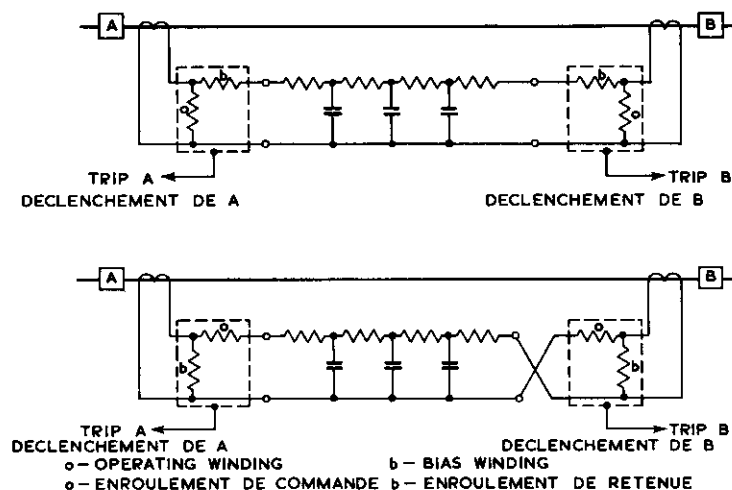 A B
b b
o o
TRIP A TRIP B
DECLENCHEMENT DE A DECLENCHEMENT DE B
A B
o o
b b
TRIP A TRIP B
DECLENCHEMENT DE A DECLENCHEMENT DE B
o – OPERATING WINDING b – BIAS WINDING
o – ENROULEMENT DE COMMANDE b – ENROULEMENT DE RETENUE